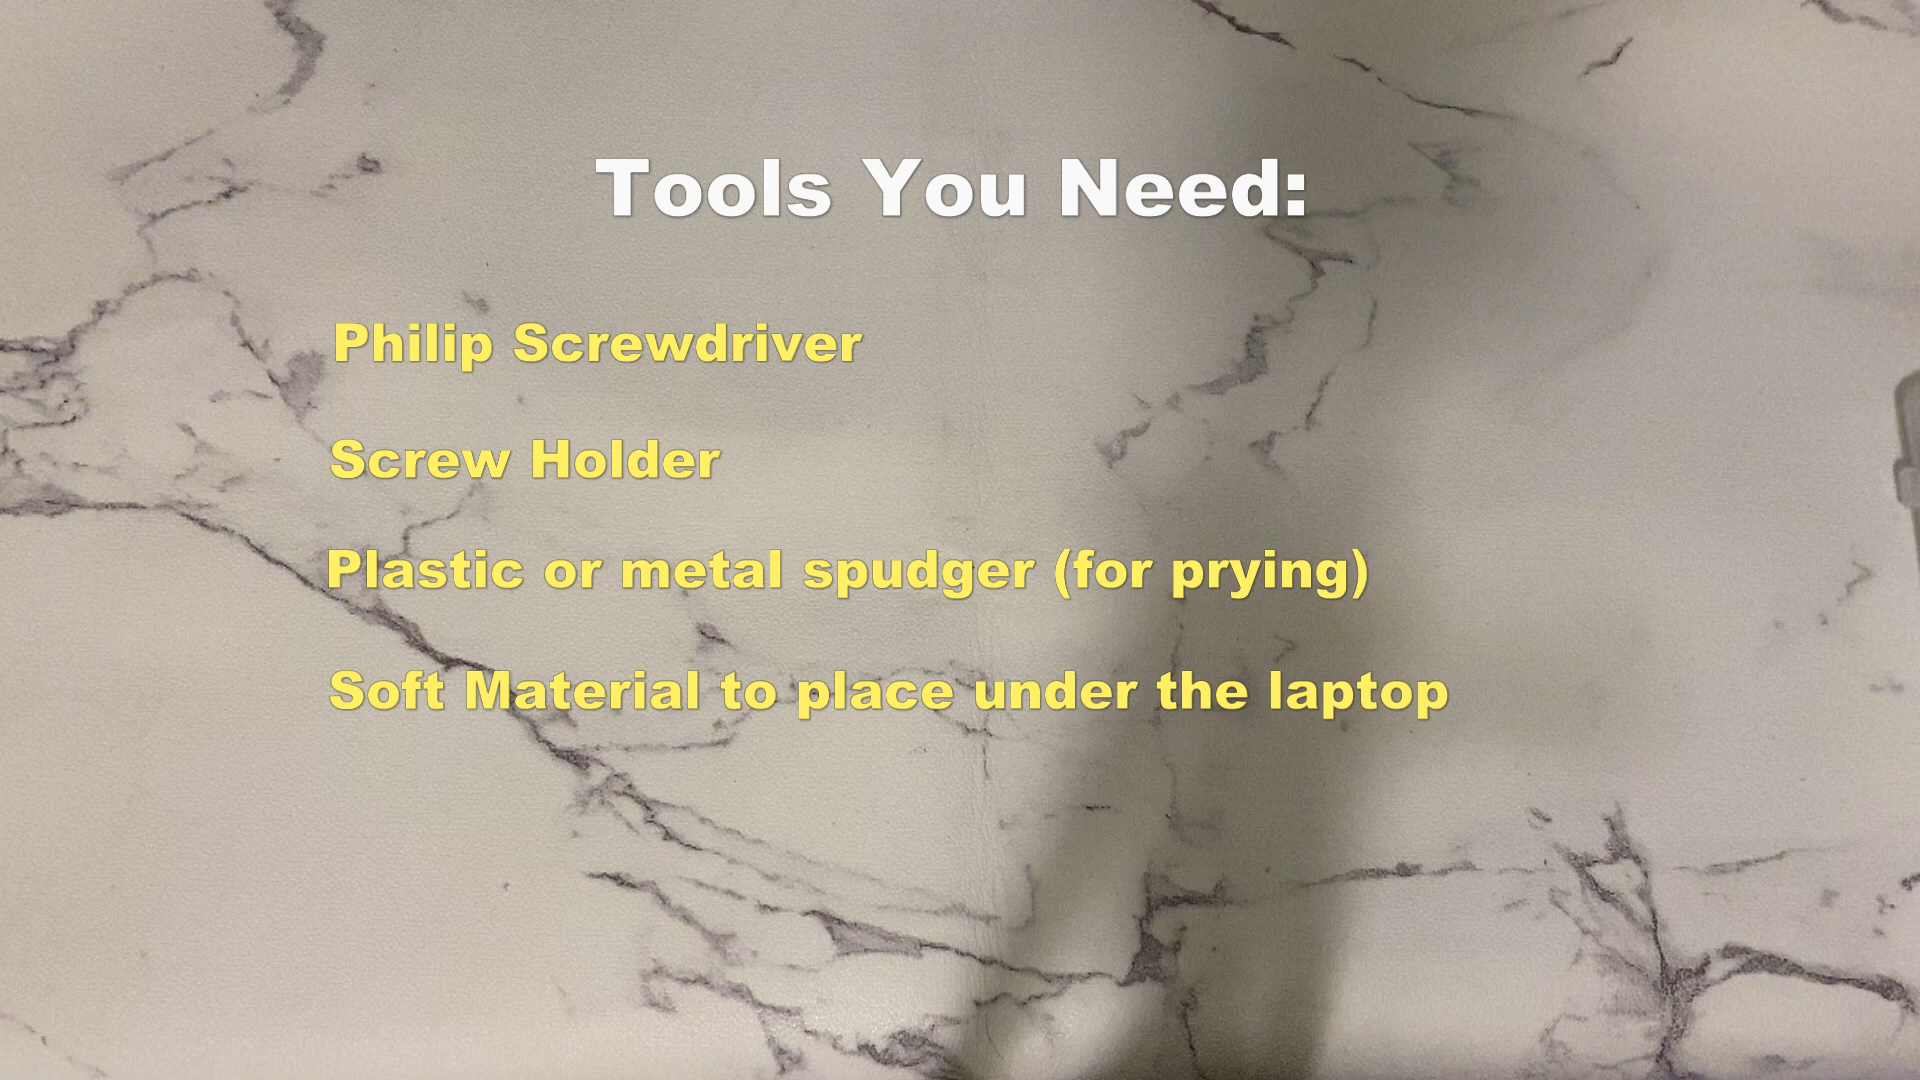 Tools You Need:
Philip Screwdriver
Screw Holder
Plastic or metal spudger (for prying)
Soft Material to place under the laptop